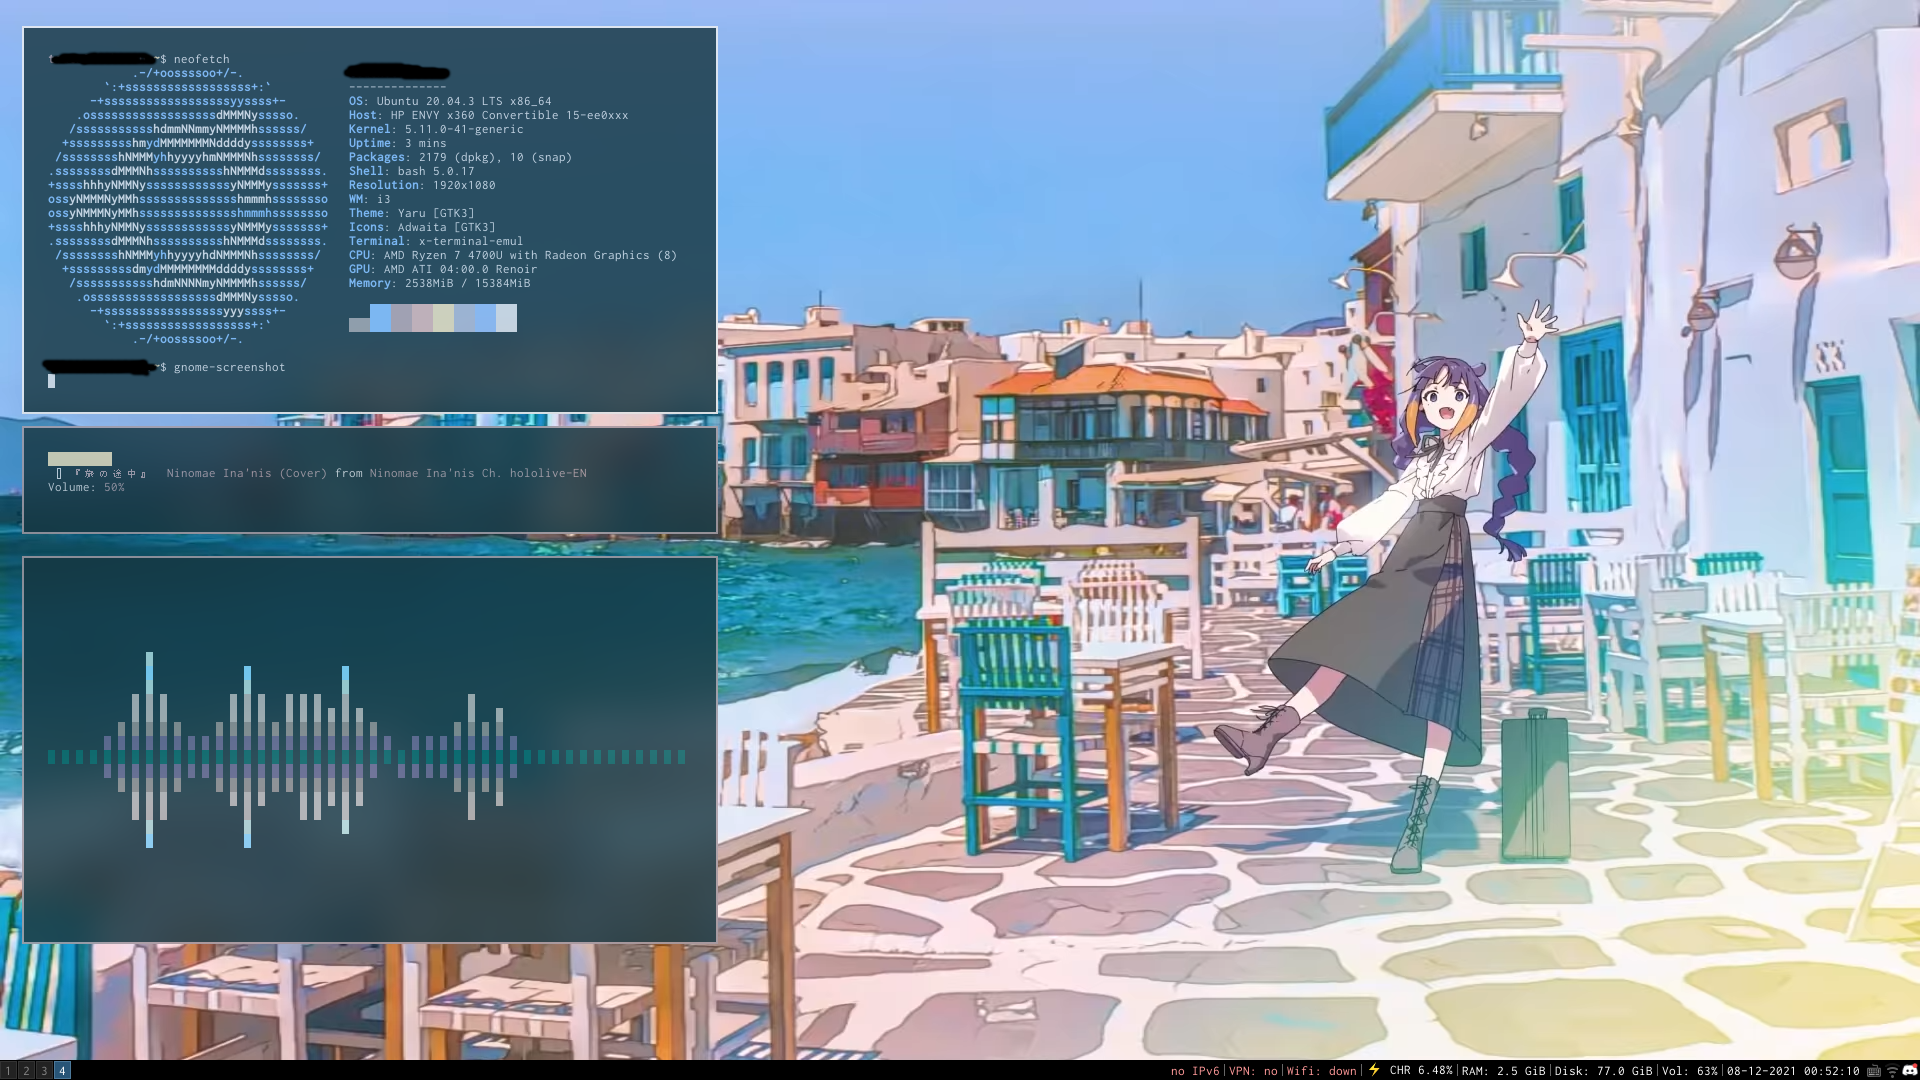 $ neofetch
.-/+oossssoo+/-.
`:+ssssssssssssssssss+:`
-+ssssssssssssssssssyyssss+-
.ossssssssssssssssssdMMMNysssso.
/ssssssssssshdmmNNmmyNMMMMhssssss/
+ssssssssshmydMMMMMMMNddddyssssssss+
/sssssssshNMMMyhhyyyyhmNMMMNhssssssss/
.ssssssssdMMMNhsssssssssshNMMMdssssssss.
+sssshhhyNMMNyssssssssssssyNMMMysssssss+
ossyNMMMNyMMhsssssssssssssshmmmhssssssso
ossyNMMMNyMMhsssssssssssssshmmmhssssssso
+sssshhhyNMMNyssssssssssssyNMMMysssssss+
.ssssssssdMMMNhsssssssssshNMMMdssssssss.
/sssssssshNMMMyhhyyyyhdNMMMNhssssssss/
+sssssssssdmydMMMMMMMMddddyssssssss+
/ssssssssssshdmNNNNmyNMMMMhssssss/
.ossssssssssssssssssdMMMNysssso.
-+sssssssssssssssssyyyssss+-
`:+ssssssssssssssssss+:`
.-/+oossssoo+/-.
--------------
OS: Ubuntu 20.04.3 LTS x86_64
Host: HP ENVY x360 Convertible 15-ee0xxx
Kernel: 5.11.0-41-generic
Uptime: 3 mins
Packages: 2179 (dpkg), 10 (snap)
Shell: bash 5.0.17
Resolution: 1920x1080
WM: i3
Theme: Yaru [GTK3]
Icons: Adwaita [GTK3]
Terminal: x-terminal-emul
CPU: AMD Ryzen 7 4700U with Radeon Graphics (8)
GPU: AMD ATI 04:00.0 Renoir
Memory: 2538MiB / 15384MiB
~$ gnome-screenshot
『旅の途中』 Ninomae Ina'nis (Cover) from Ninomae Ina'nis Ch. hololive-EN
Volume: 50%
1 2 3 4
no IPv6|VPN: no|Wifi: down|⚡ CHR 6.48%|RAM: 2.5 GiB|Disk: 77.0 GiB|Vol: 63%|08-12-2021 00:52:10